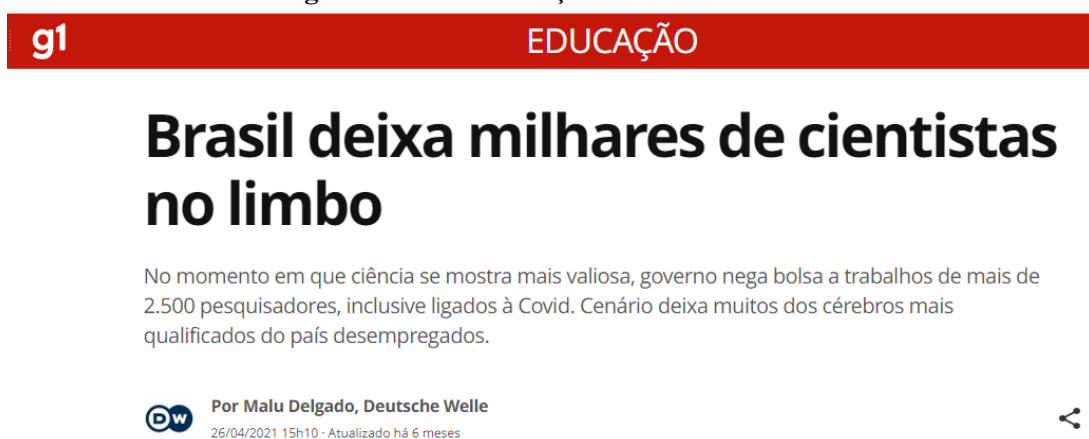 g1
EDUCAÇÃO
Brasil deixa milhares de cientistas
no limbo
No momento em que ciência se mostra mais valiosa, governo nega bolsa a trabalhos de mais de
2.500 pesquisadores, inclusive ligados à Covid. Cenário deixa muitos dos cérebros mais
qualificados do país desempregados.
DW
Por Malu Delgado, Deutsche Welle
26/04/2021 15h10 · Atualizado há 6 meses